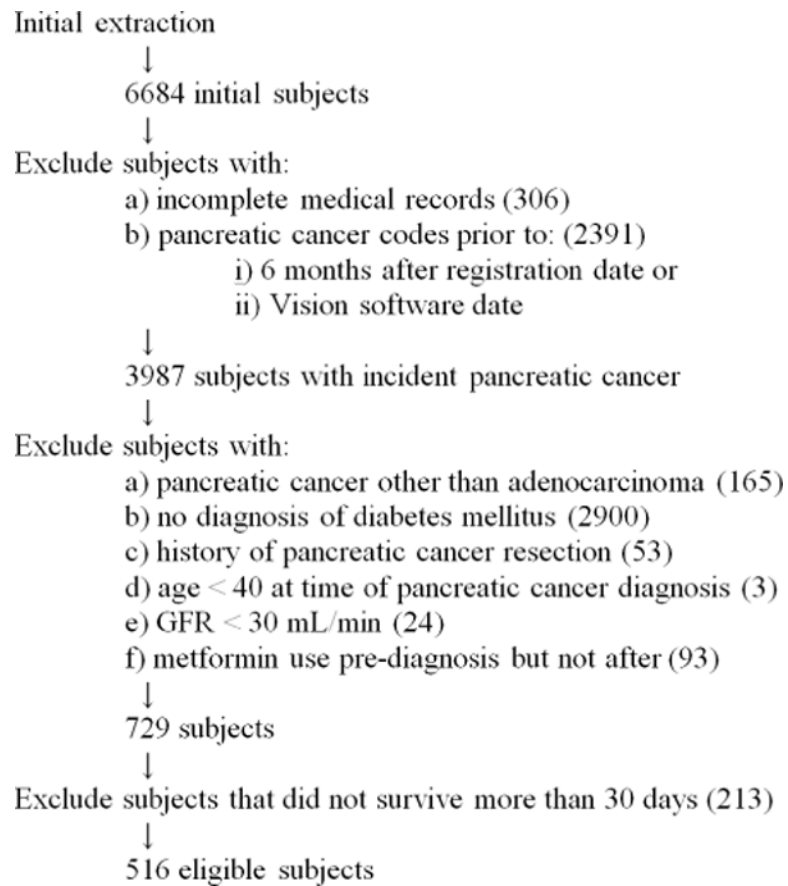 Initial extraction
↓
6684 initial subjects
↓
Exclude subjects with:
a) incomplete medical records (306)
b) pancreatic cancer codes prior to: (2391)
i) 6 months after registration date or
ii) Vision software date
↓
3987 subjects with incident pancreatic cancer
↓
Exclude subjects with:
a) pancreatic cancer other than adenocarcinoma (165)
b) no diagnosis of diabetes mellitus (2900)
c) history of pancreatic cancer resection (53)
d) age < 40 at time of pancreatic cancer diagnosis (3)
e) GFR < 30 mL/min (24)
f) metformin use pre-diagnosis but not after (93)
↓
729 subjects
↓
Exclude subjects that did not survive more than 30 days (213)
↓
516 eligible subjects